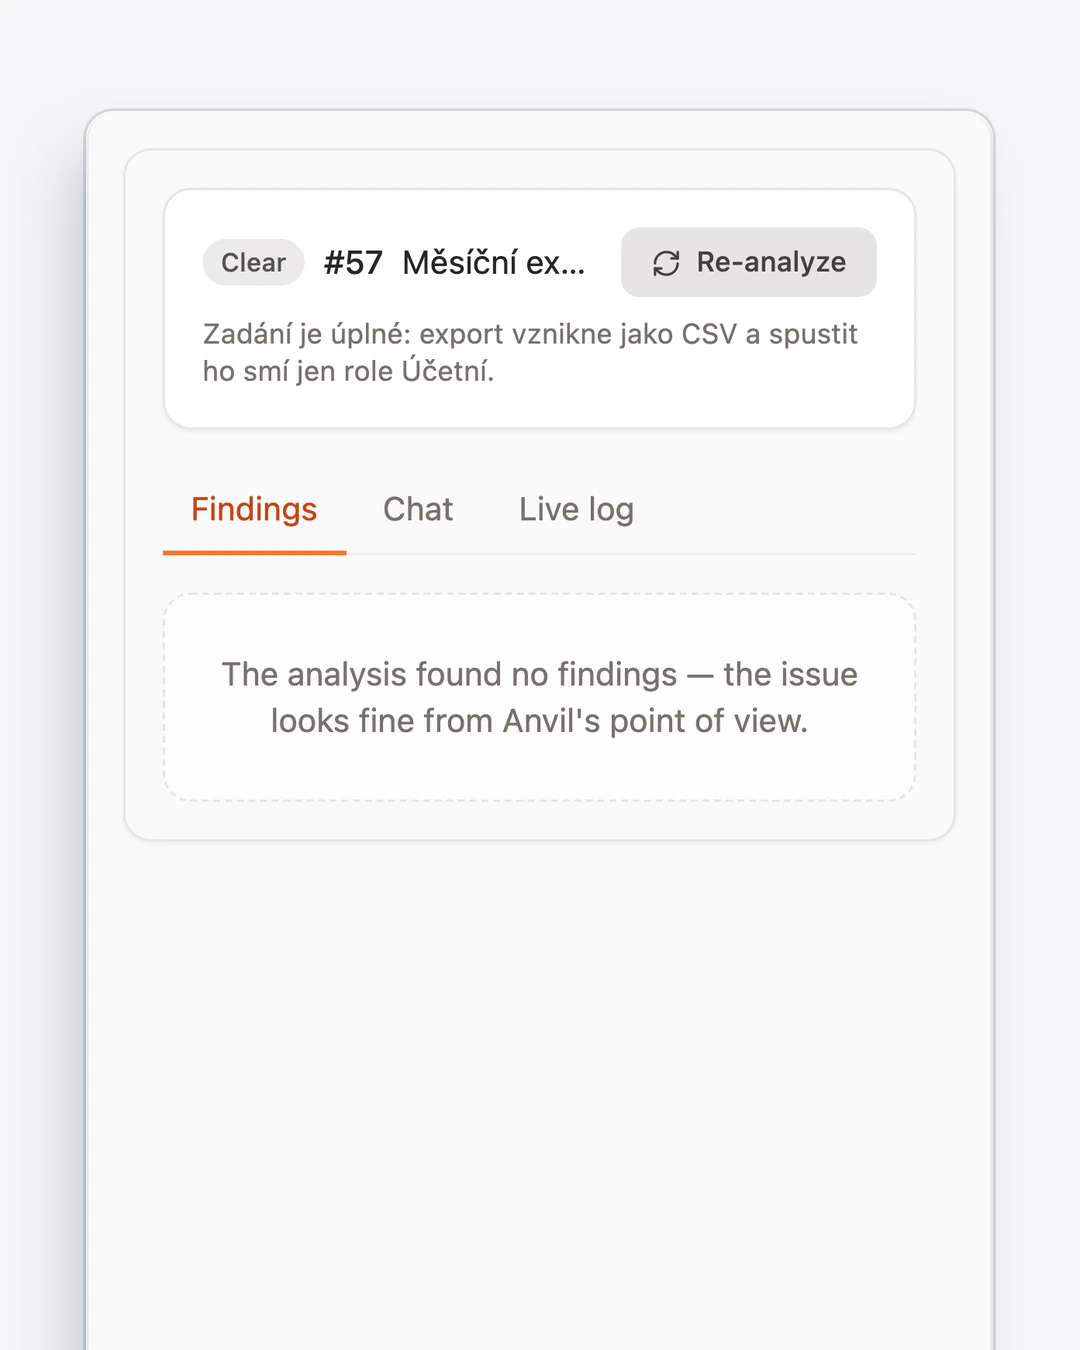 Clear #57 Měsíční ex... Re-analyze
Zadání je úplné: export vznikne jako CSV a spustit
ho smí jen role Účetní.
Findings Chat Live log
The analysis found no findings — the issue
looks fine from Anvil's point of view.